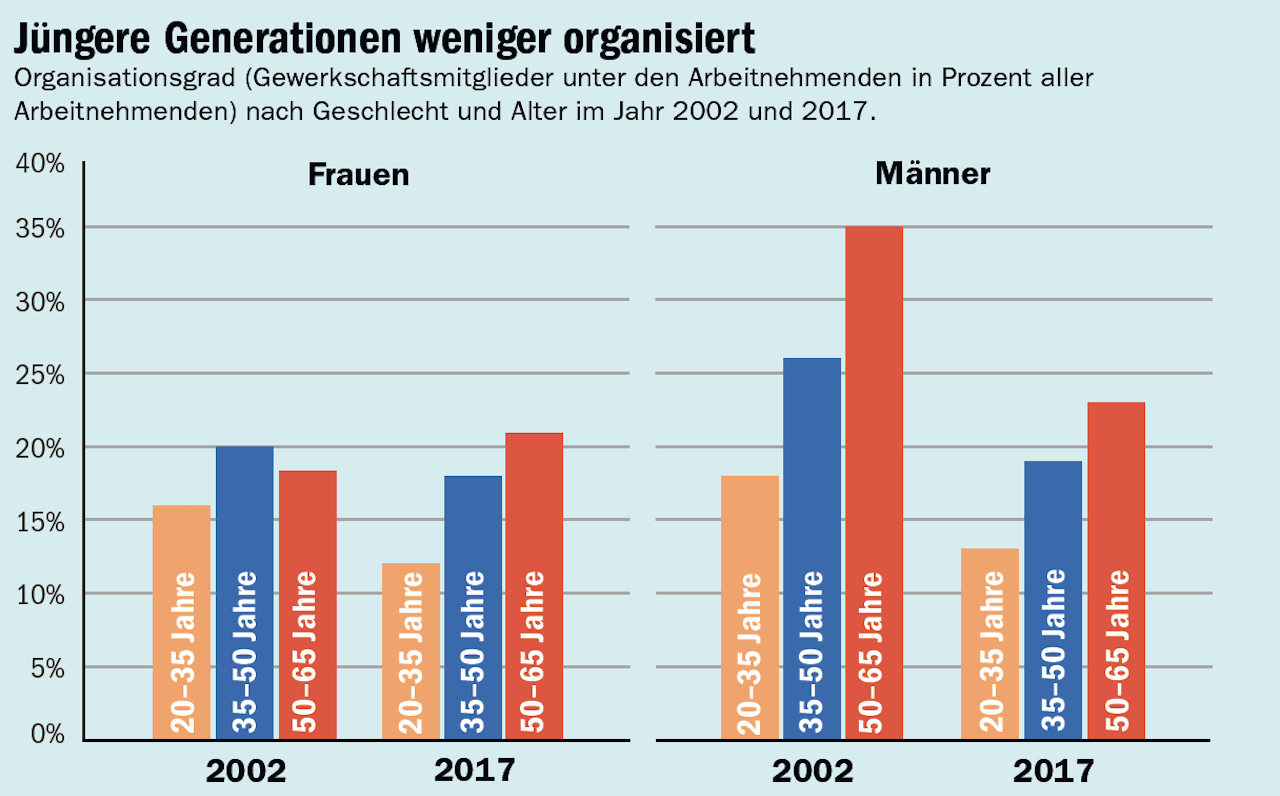 Jüngere Generationen weniger organisiert
Organisationsgrad (Gewerkschaftsmitglieder unter den Arbeitnehmenden in Prozent aller
Arbeitnehmenden) nach Geschlecht und Alter im Jahr 2002 und 2017.
40%
35%
30%
25%
20%
15%
10%
5%
0%
Frauen
20–35 Jahre
35–50 Jahre
50–65 Jahre
2002
20–35 Jahre
35–50 Jahre
50–65 Jahre
2017
Männer
20–35 Jahre
35–50 Jahre
50–65 Jahre
2002
20–35 Jahre
35–50 Jahre
50–65 Jahre
2017